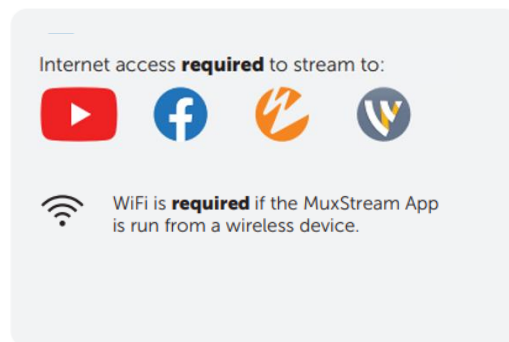 Internet access required to stream to:
WiFi is required if the MuxStream App
is run from a wireless device.